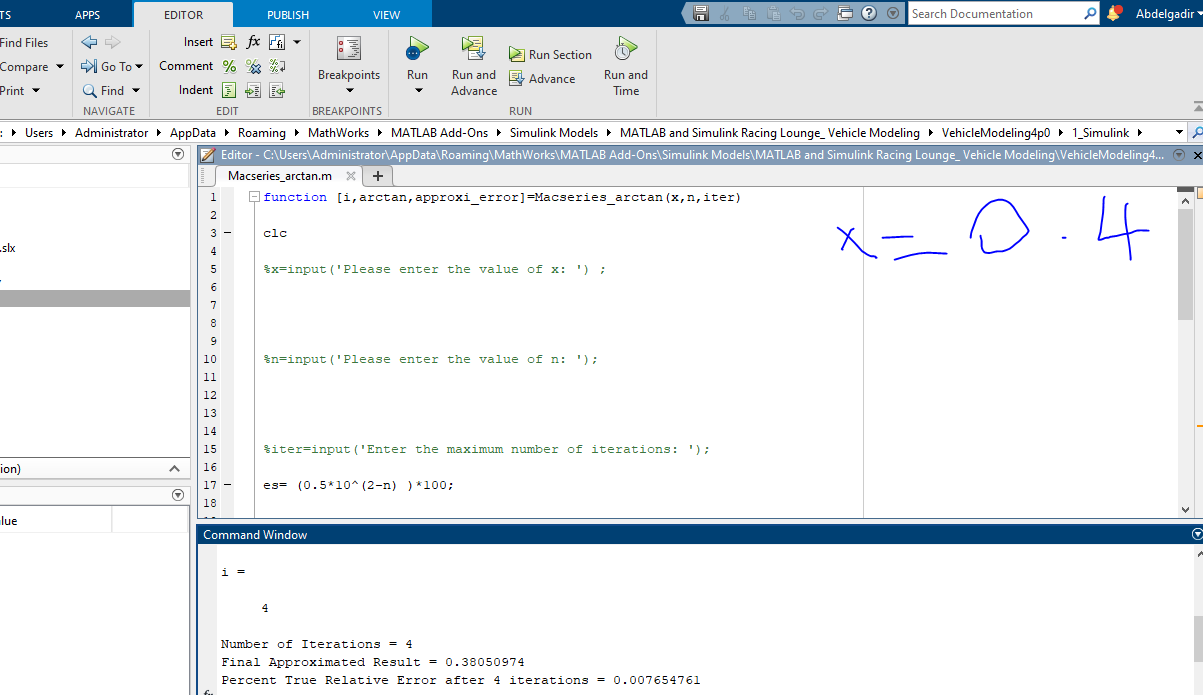 TS APPS EDITOR PUBLISH VIEW Search Documentation Abdelgadir
Find Files Insert fx Run Section
Compare Go To Comment Breakpoints Run Run and Advance Advance Run and Time
Print Find Indent
NAVIGATE EDIT BREAKPOINTS RUN
Users Administrator AppData Roaming MathWorks MATLAB Add-Ons Simulink Models MATLAB and Simulink Racing Lounge_ Vehicle Modeling VehicleModeling4p0 1_Simulink
Editor - C:\Users\Administrator\AppData\Roaming\MathWorks\MATLAB Add-Ons\Simulink Models\MATLAB and Simulink Racing Lounge_ Vehicle Modeling\VehicleModeling4...
Macseries_arctan.m
1 function [i,arctan,approxi_error]=Macseries_arctan(x,n,iter)
2
3 clc
x = 0.4
.slx
4
5 %x=input('Please enter the value of x: ') ;
6
7
8
9
10 %n=input('Please enter the value of n: ');
11
12
13
14
15 %iter=input('Enter the maximum number of iterations: ');
ion)
16
17 es= (0.5*10^(2-n) )*100;
18
alue
Command Window
i =
4
Number of Iterations = 4
Final Approximated Result = 0.38050974
Percent True Relative Error after 4 iterations = 0.007654761
fx